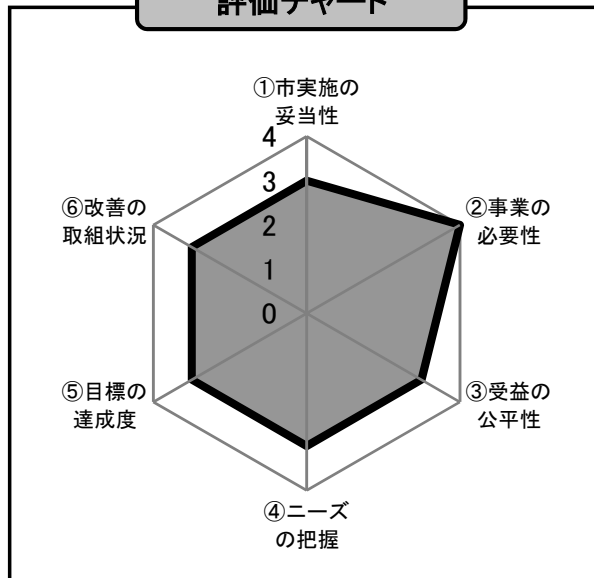 評価チャート
①市実施の
妥当性
4
3
2
1
0
②事業の
必要性
③受益の
公平性
④ニーズ
の把握
⑤目標の
達成度
⑥改善の
取組状況